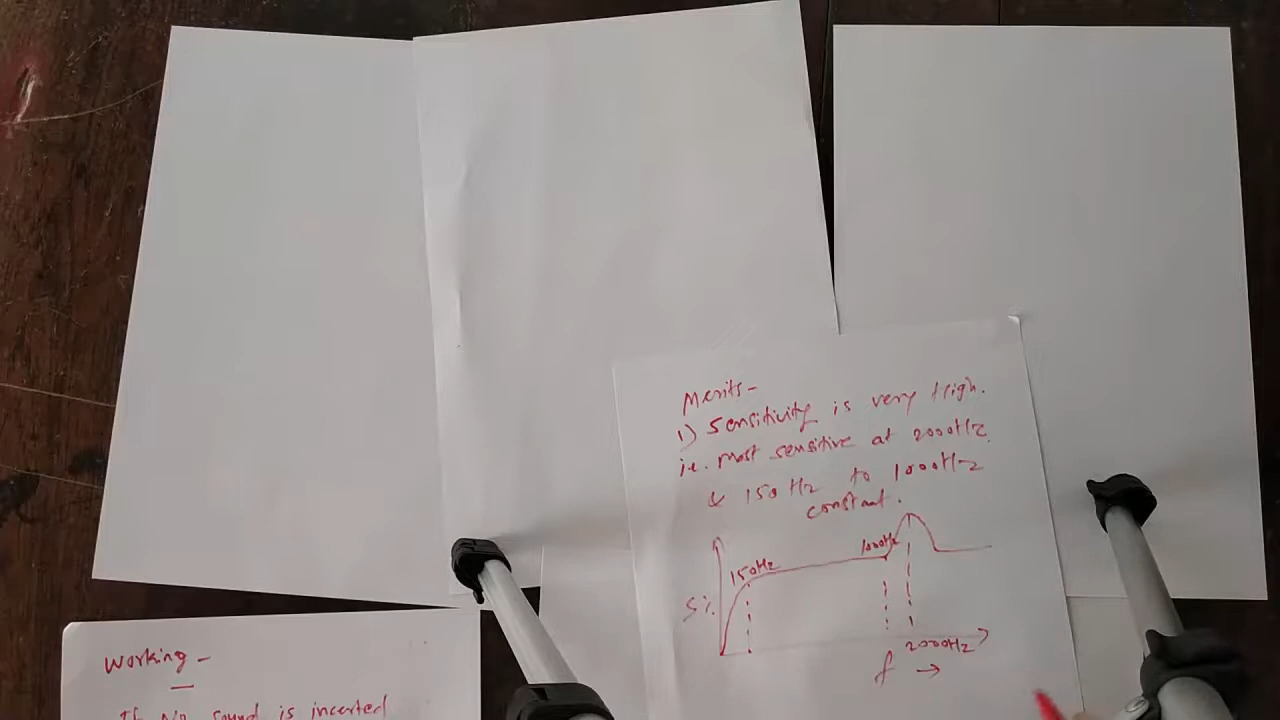 Merits-
1) Sensitivity is very High.
i.e. most sensitive at 2000Hz.
& 150 Hz to 1000Hz
constant.
150Hz
1000Hz
S%
2000Hz
f →
Working -
If No sound is incerted